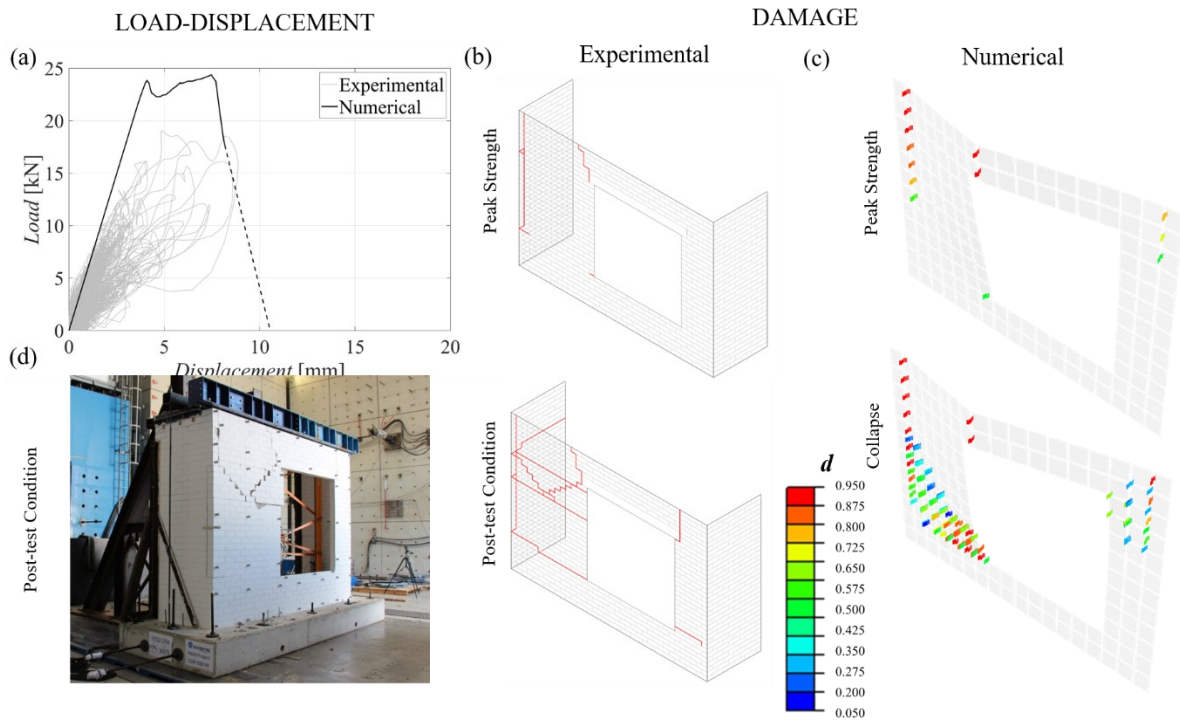 LOAD-DISPLACEMENT
DAMAGE
(a)
(b)
Experimental
(c)
Numerical
25
20
15
10
5
0
Load [kN]
Experimental
Numerical
0 5 10 15 20
Displacement [mm]
Peak Strength
Peak Strength
(d)
Post-test Condition
Post-test Condition
Collapse
d
0.950
0.875
0.800
0.725
0.650
0.575
0.500
0.425
0.350
0.275
0.200
0.050